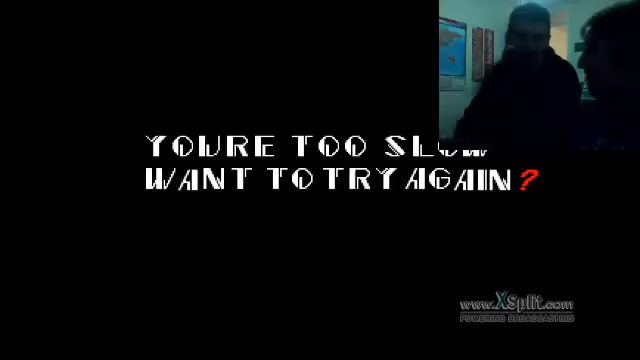 YOURE TOO SLOW
WANT TO TRY AGAIN?
www.XSplit.com
POWERING BROADCASTING